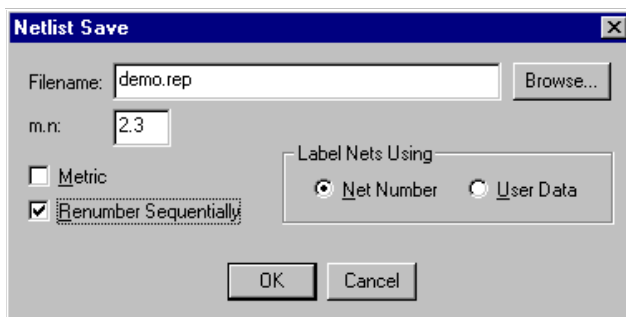 Netlist Save
Filename: demo.rep Browse...
m.n: 2.3
Label Nets Using
Metric
Net Number User Data
Renumber Sequentially
OK Cancel